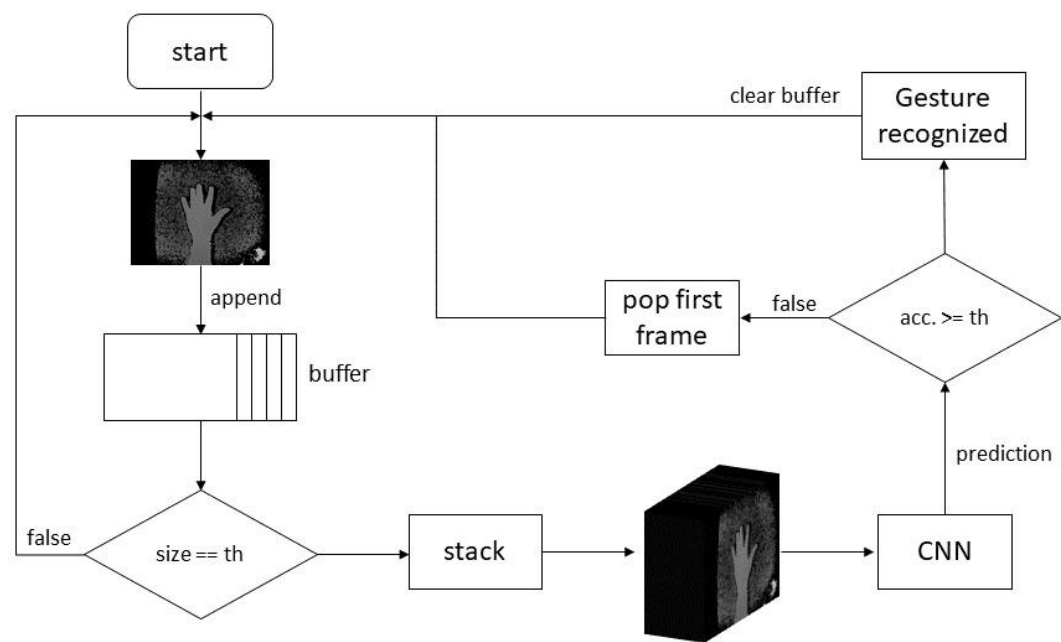 start
clear buffer
Gesture
recognized
append
pop first
frame
false
acc. >= th
buffer
prediction
false
size == th
stack
CNN